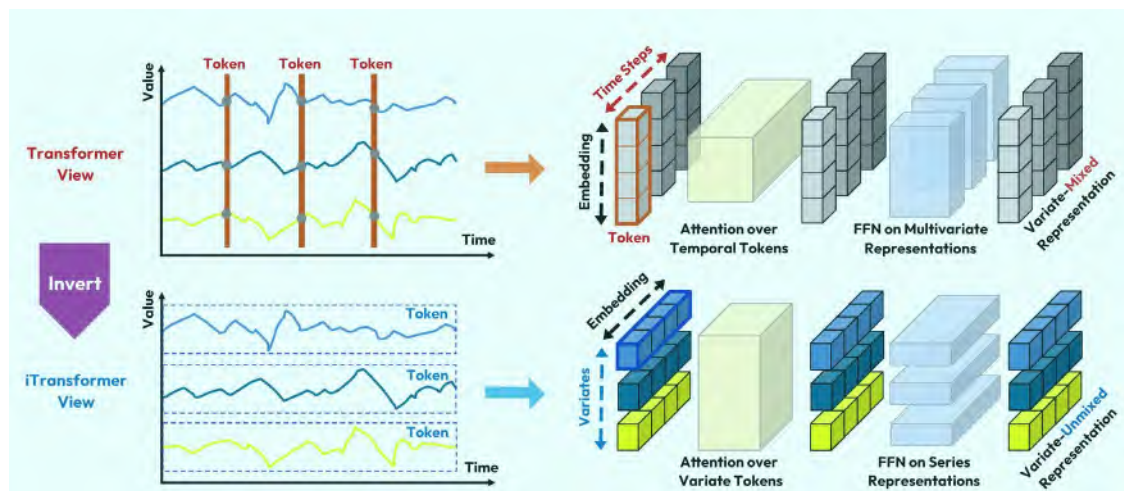 Value
Token
Token
Token
Transformer
View
Time
Time Steps
Embedding
Token
Attention over
Temporal Tokens
FFN on Multivariate
Representations
Variate-Mixed
Representation
Invert
Value
Token
Token
Token
iTransformer
View
Time
Embedding
Variates
Attention over
Variate Tokens
FFN on Series
Representations
Variate-Unmixed
Representation